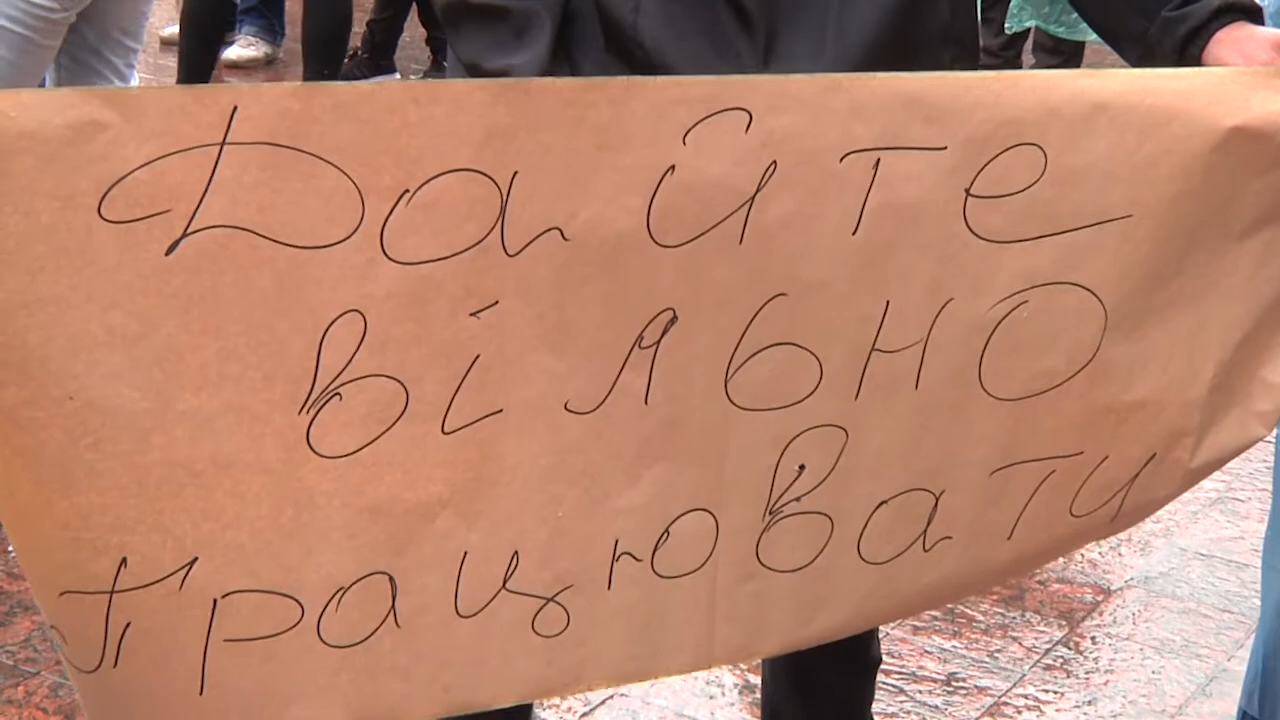 Дайте
вільно
працювати